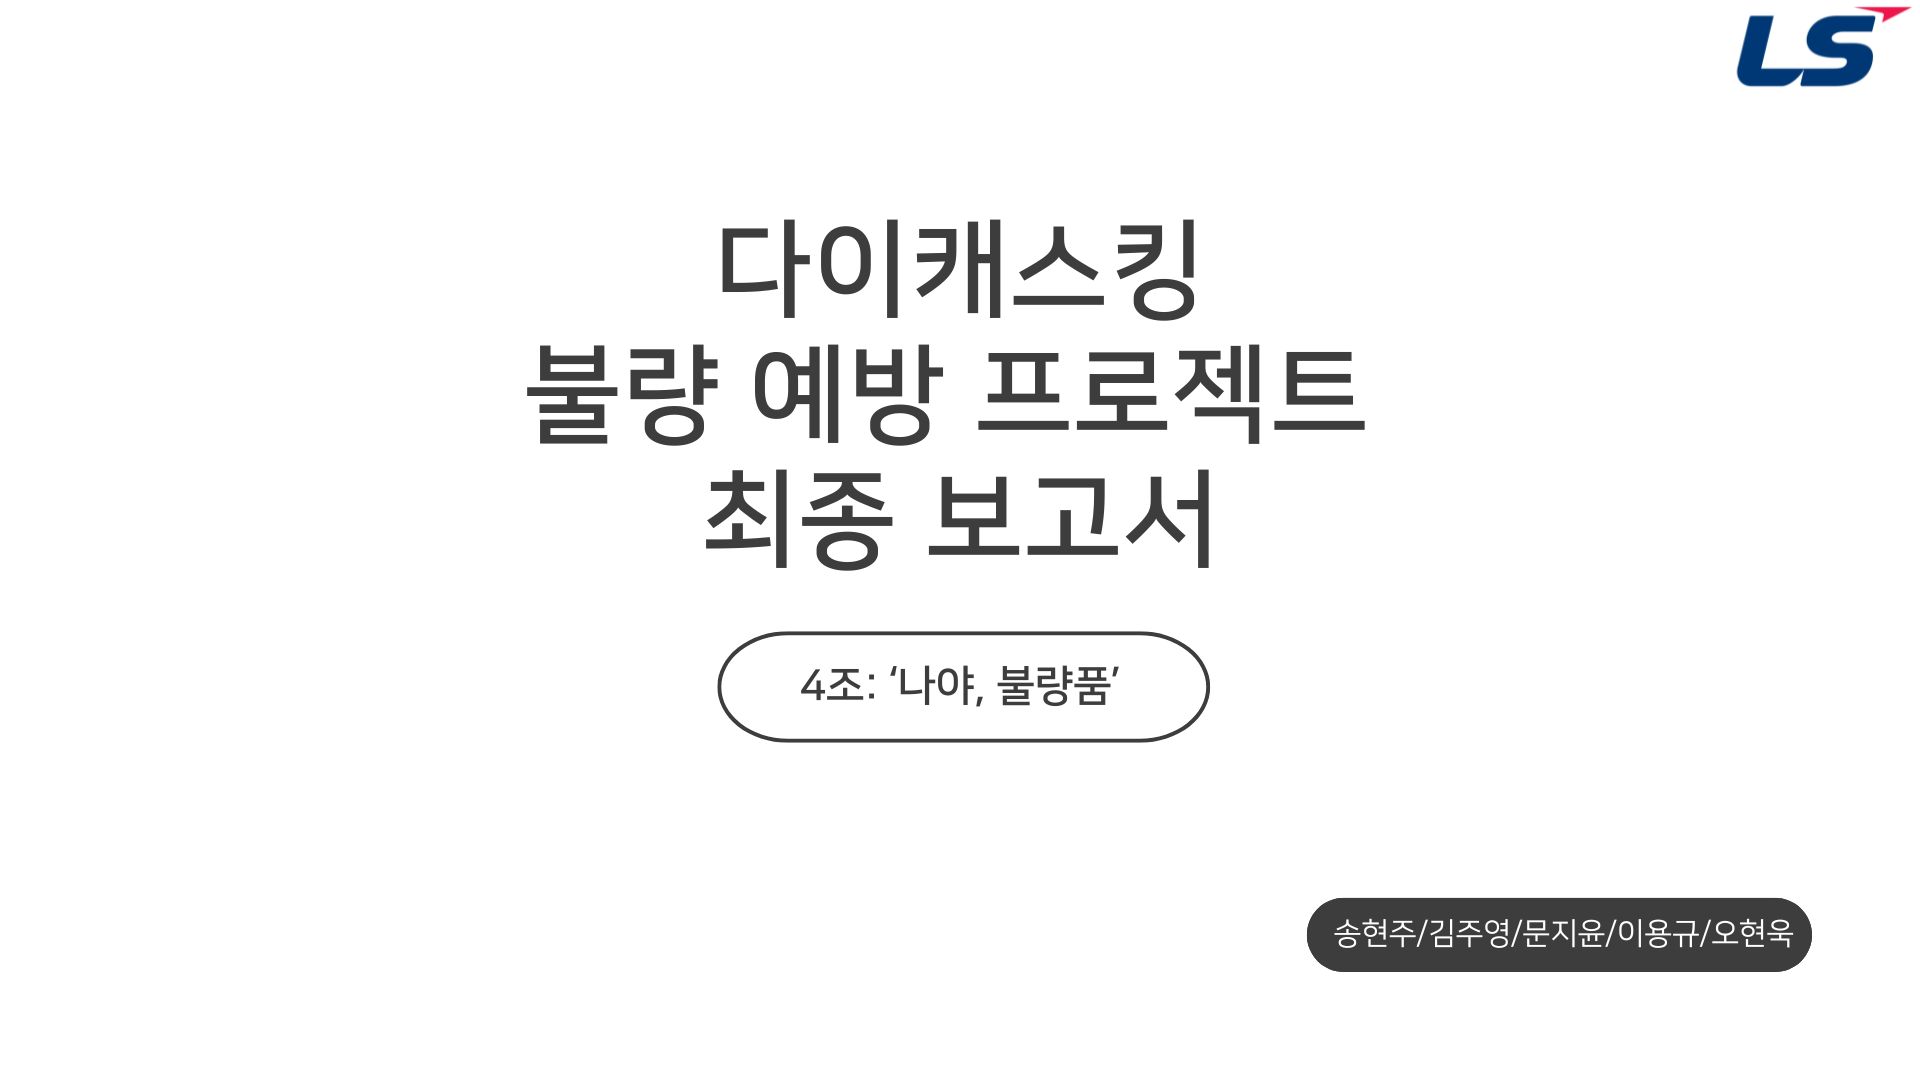 LS
다이캐스킹
불량 예방 프로젝트
최종 보고서
4조: ‘나야, 불량품’
송현주/김주영/문지윤/이용규/오현욱